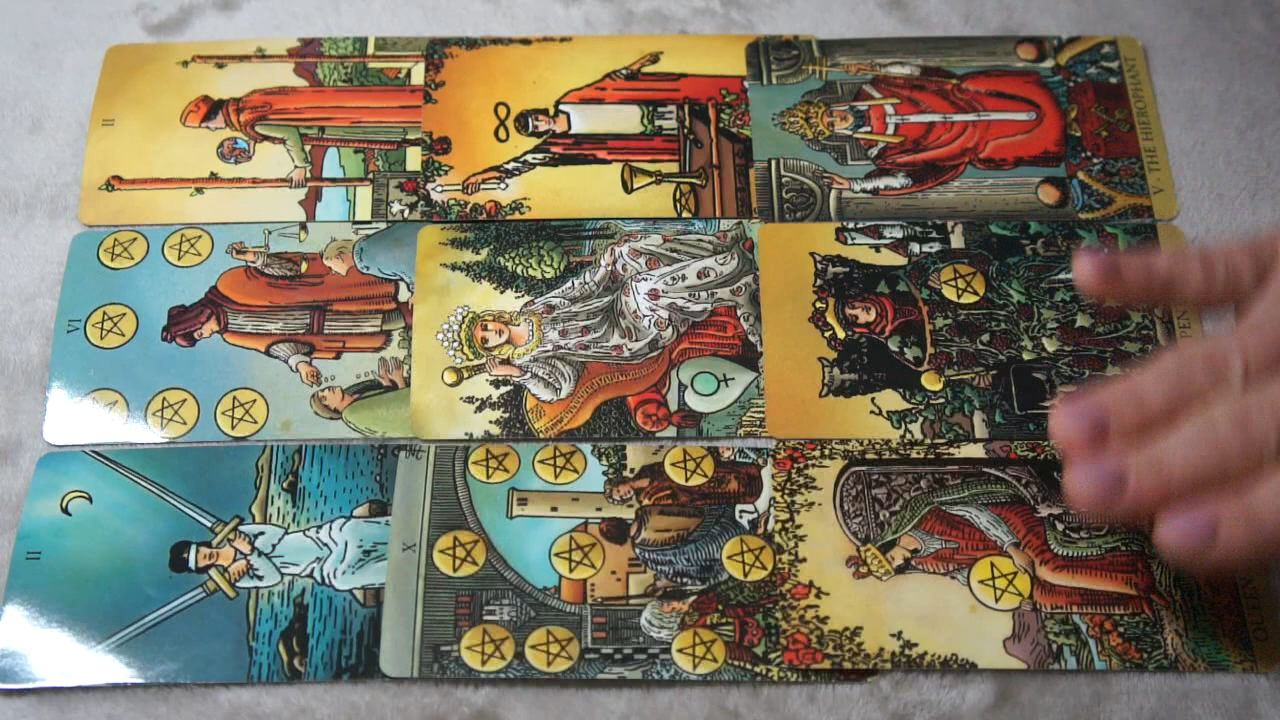 II
V · THE HIEROPHANT
VI
PEN
II
X
QUEEN